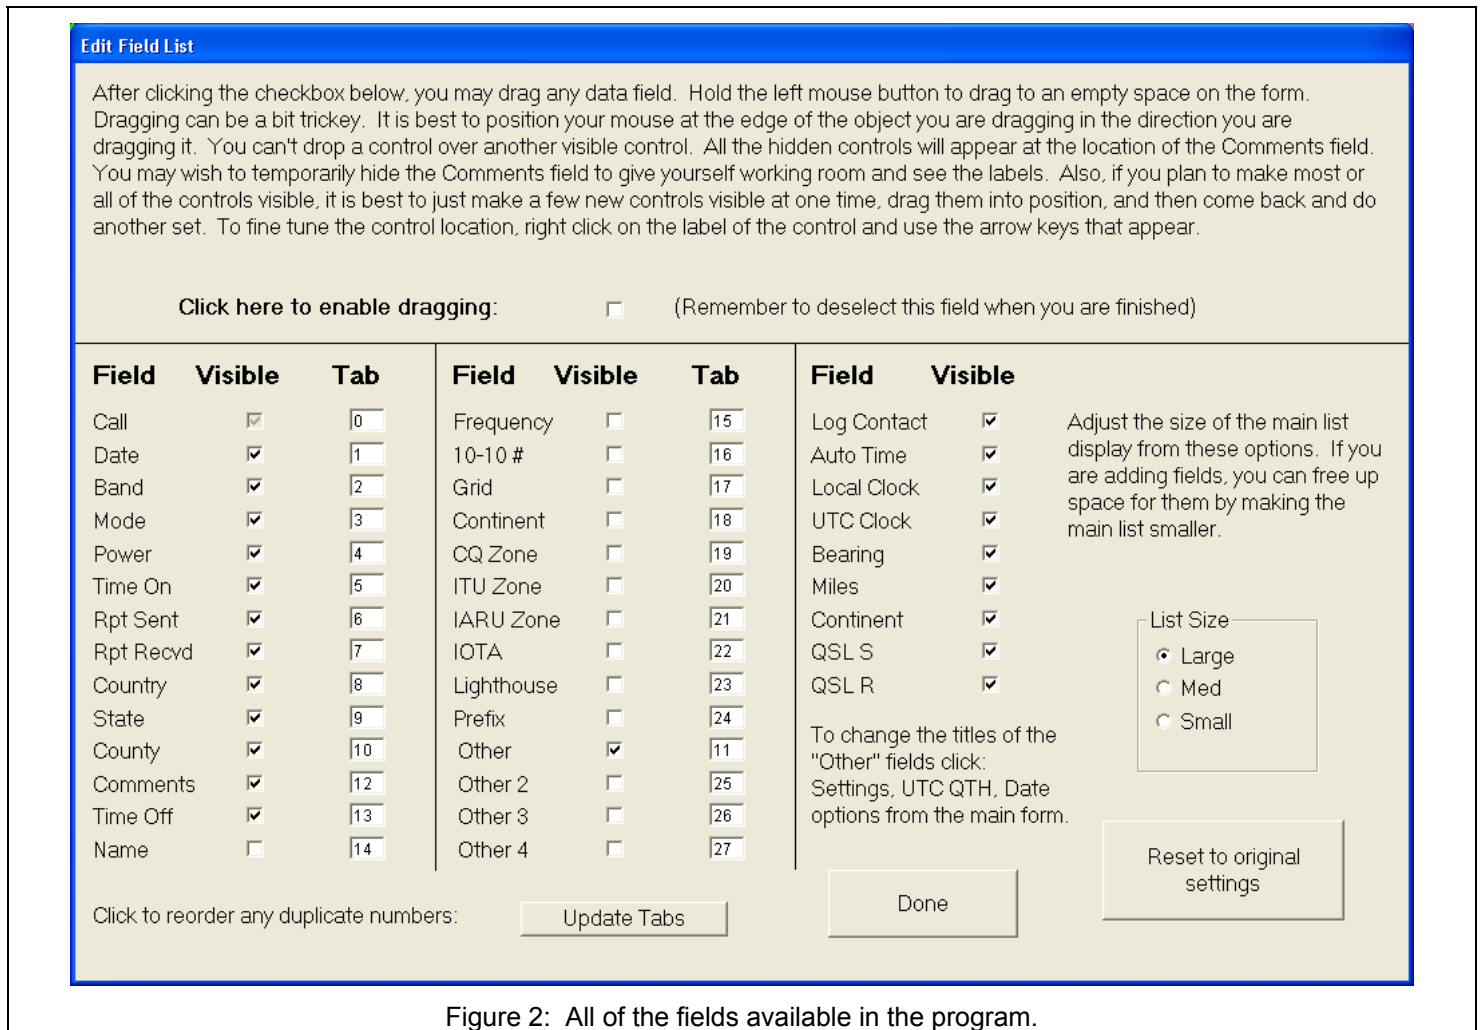 Edit Field List
After clicking the checkbox below, you may drag any data field.  Hold the left mouse button to drag to an empty space on the form.
Dragging can be a bit trickey.  It is best to position your mouse at the edge of the object you are dragging in the direction you are
dragging it.  You can't drop a control over another visible control.  All the hidden controls will appear at the location of the Comments field.
You may wish to temporarily hide the Comments field to give yourself working room and see the labels.  Also, if you plan to make most or
all of the controls visible, it is best to just make a few new controls visible at one time, drag them into position, and then come back and do
another set.  To fine tune the control location, right click on the label of the control and use the arrow keys that appear.
Click here to enable dragging: (Remember to deselect this field when you are finished)
Field Visible Tab
Call 0
Date 1
Band 2
Mode 3
Power 4
Time On 5
Rpt Sent 6
Rpt Recvd 7
Country 8
State 9
County 10
Comments 12
Time Off 13
Name 14
Field Visible Tab
Frequency 15
10-10 # 16
Grid 17
Continent 18
CQ Zone 19
ITU Zone 20
IARU Zone 21
IOTA 22
Lighthouse 23
Prefix 24
Other 11
Other 2 25
Other 3 26
Other 4 27
Click to reorder any duplicate numbers: Update Tabs
Field Visible
Log Contact
Auto Time
Local Clock
UTC Clock
Bearing
Miles
Continent
QSL S
QSL R
To change the titles of the
"Other" fields click:
Settings, UTC QTH, Date
options from the main form.
Done
Adjust the size of the main list
display from these options.  If you
are adding fields, you can free up
space for them by making the
main list smaller.
List Size
Large
Med
Small
Reset to original
settings
Figure 2:  All of the fields available in the program.